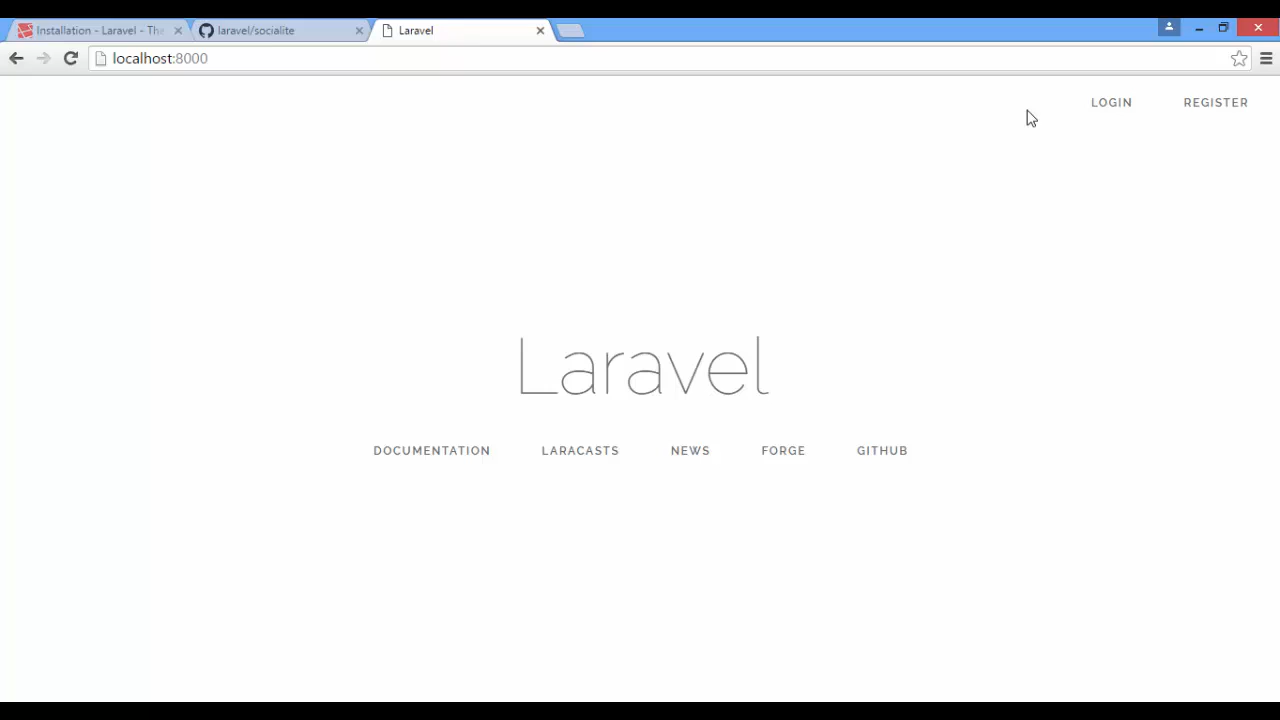 Installation - Laravel - The
laravel/socialite
Laravel
localhost:8000
LOGIN
REGISTER
Laravel
DOCUMENTATION
LARACASTS
NEWS
FORGE
GITHUB